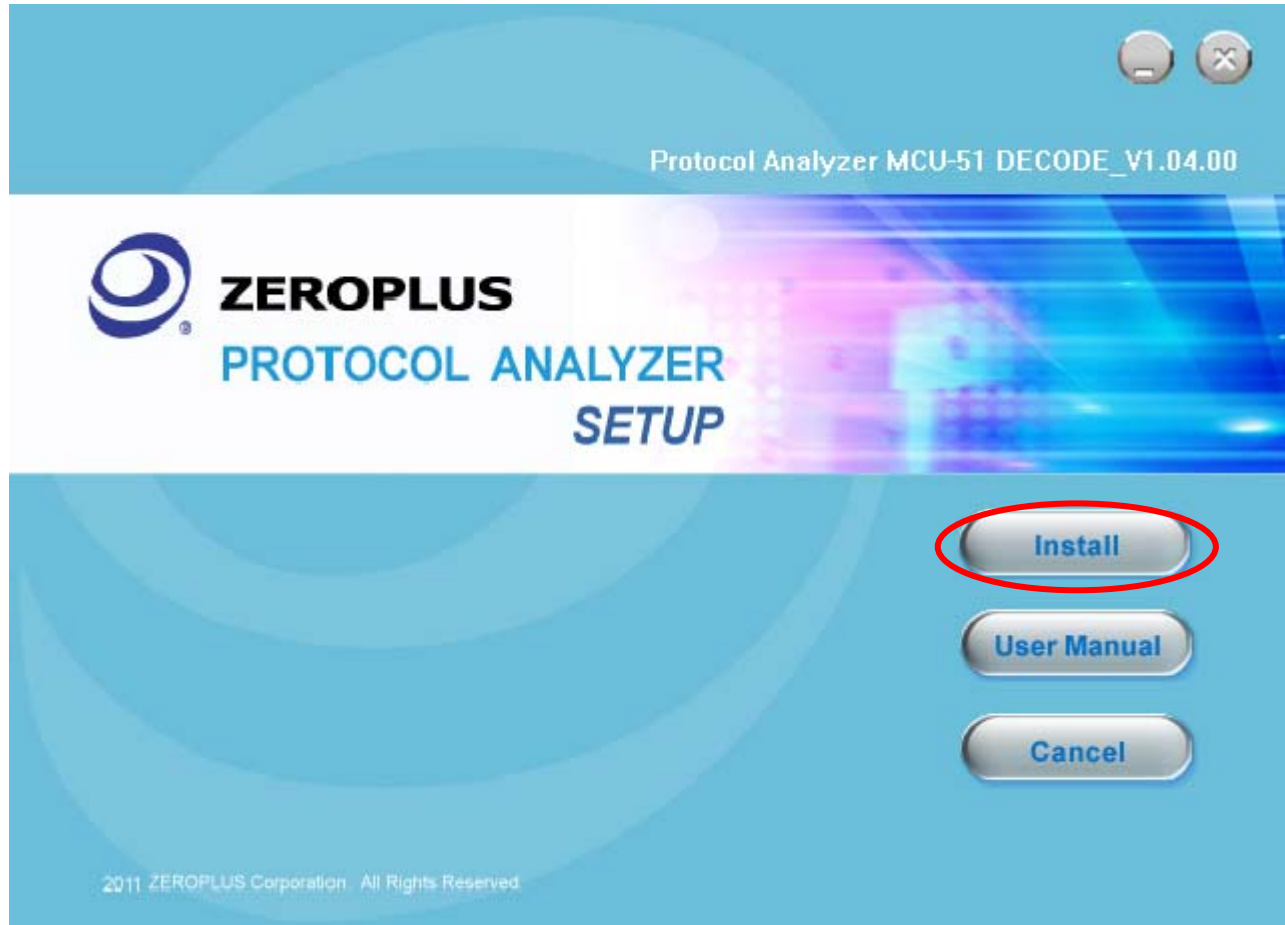 Protocol Analyzer MCU-51 DECODE_V1.04.00
ZEROPLUS
®
PROTOCOL ANALYZER
SETUP
Install
User Manual
Cancel
2011 ZEROPLUS Corporation. All Rights Reserved.